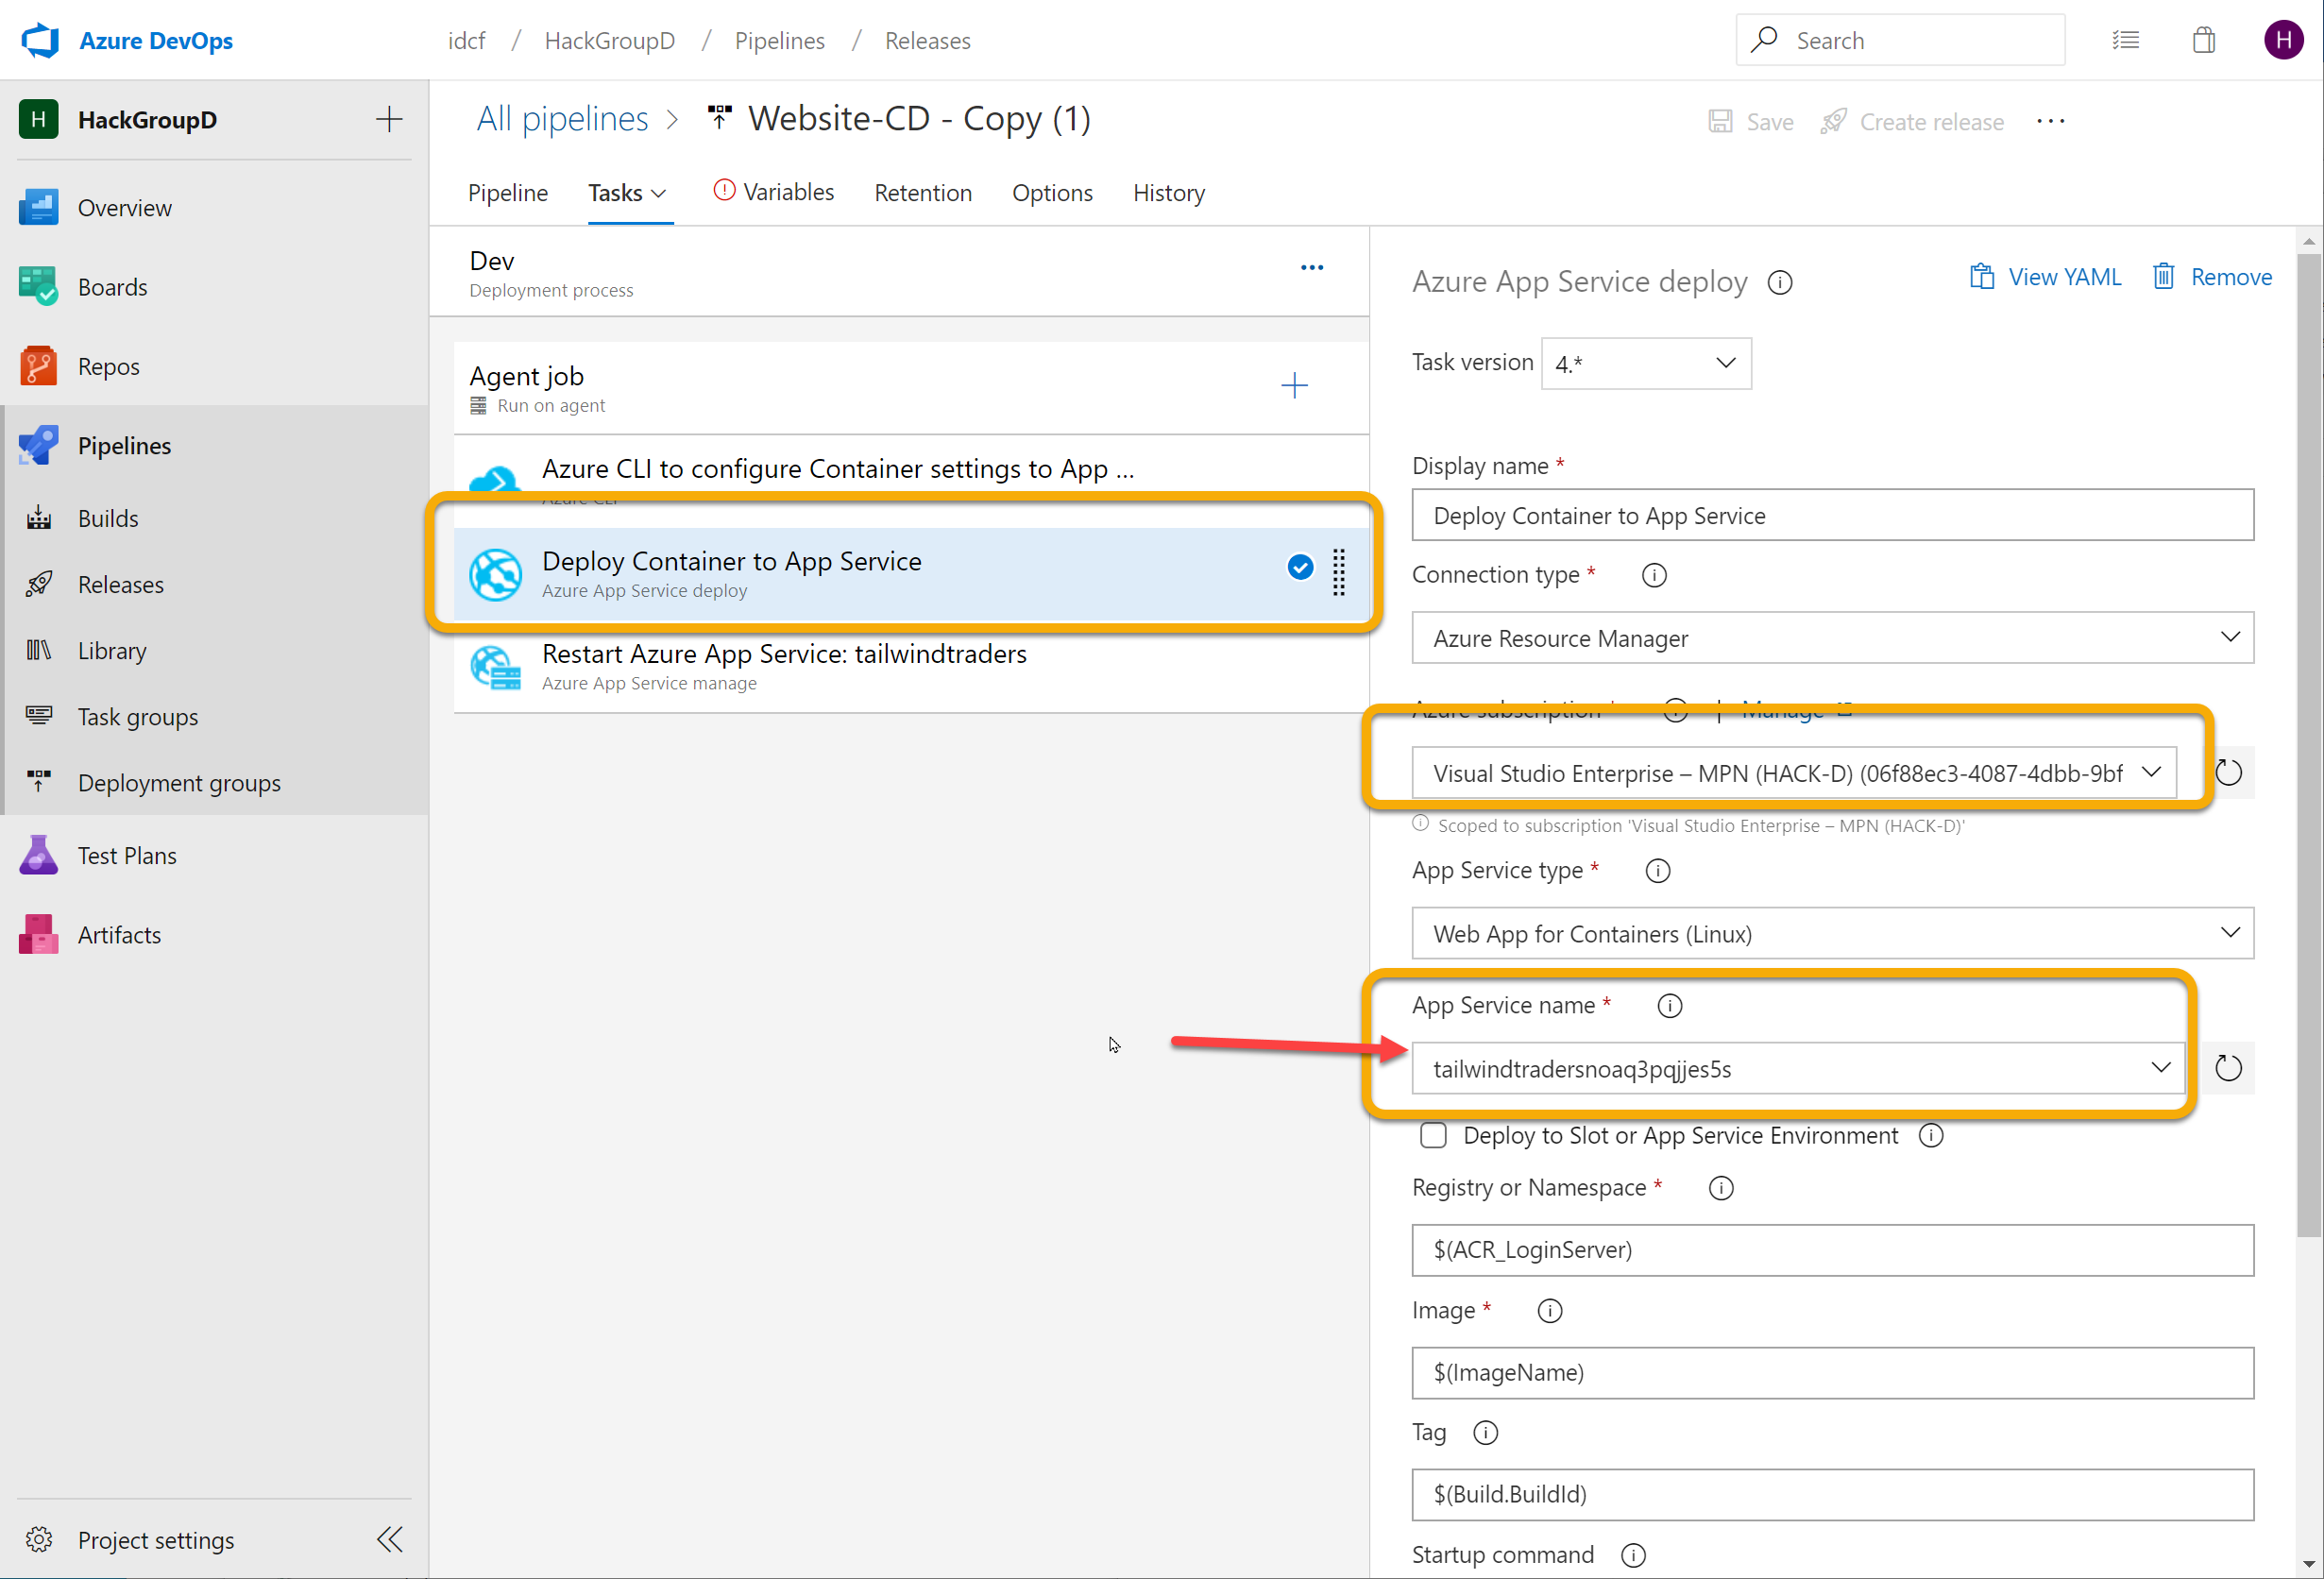 Azure DevOps
idcf / HackGroupD / Pipelines / Releases
Search
H
H
HackGroupD
Overview
Boards
Repos
Pipelines
Builds
Releases
Library
Task groups
Deployment groups
Test Plans
Artifacts
Project settings
All pipelines > Website-CD - Copy (1)
Save
Create release
Pipeline
Tasks
Variables
Retention
Options
History
Dev
Deployment process
Agent job
Run on agent
Azure CLI to configure Container settings to App ...
Azure CLI
Deploy Container to App Service
Azure App Service deploy
Restart Azure App Service: tailwindtraders
Azure App Service manage
Azure App Service deploy
View YAML
Remove
Task version 4.*
Display name *
Deploy Container to App Service
Connection type *
Azure Resource Manager
Azure subscription * | Manage
Visual Studio Enterprise – MPN (HACK-D) (06f88ec3-4087-4dbb-9bf
Scoped to subscription 'Visual Studio Enterprise – MPN (HACK-D)'
App Service type *
Web App for Containers (Linux)
App Service name *
tailwindtradersnoaq3pqjjes5s
Deploy to Slot or App Service Environment
Registry or Namespace *
$(ACR_LoginServer)
Image *
$(ImageName)
Tag
$(Build.BuildId)
Startup command